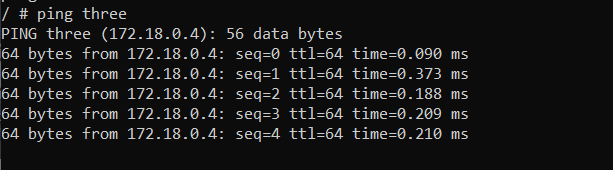 / # ping three
PING three (172.18.0.4): 56 data bytes
64 bytes from 172.18.0.4: seq=0 ttl=64 time=0.090 ms
64 bytes from 172.18.0.4: seq=1 ttl=64 time=0.373 ms
64 bytes from 172.18.0.4: seq=2 ttl=64 time=0.188 ms
64 bytes from 172.18.0.4: seq=3 ttl=64 time=0.209 ms
64 bytes from 172.18.0.4: seq=4 ttl=64 time=0.210 ms